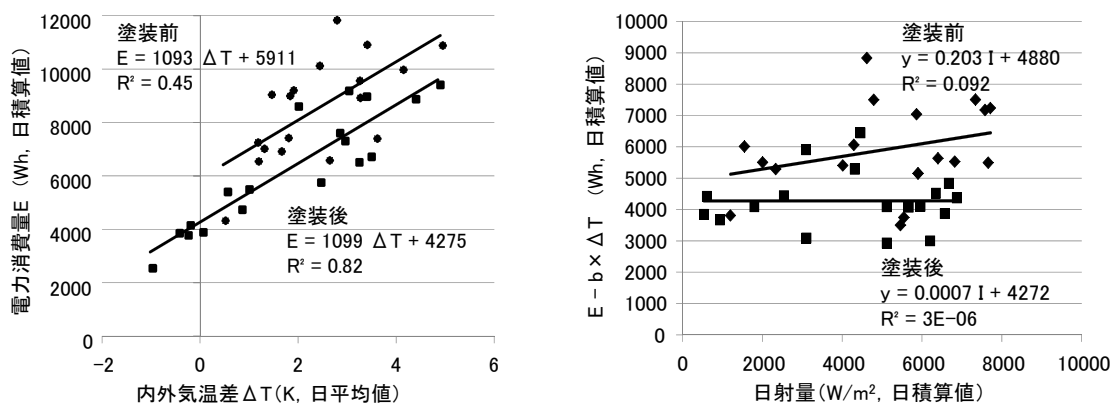 12000
10000
8000
6000
4000
2000
0
−2
0
2
4
6
電力消費量E (Wh, 日積算値)
内外気温差ΔT(K, 日平均値)
塗装前
E = 1093 ΔT + 5911
R² = 0.45
塗装後
E = 1099 ΔT + 4275
R² = 0.82
10000
9000
8000
7000
6000
5000
4000
3000
2000
1000
0
0
2000
4000
6000
8000
10000
E − b × ΔT (Wh, 日積算値)
日射量(W/m², 日積算値)
塗装前
y = 0.203 I + 4880
R² = 0.092
塗装後
y = 0.0007 I + 4272
R² = 3E-06